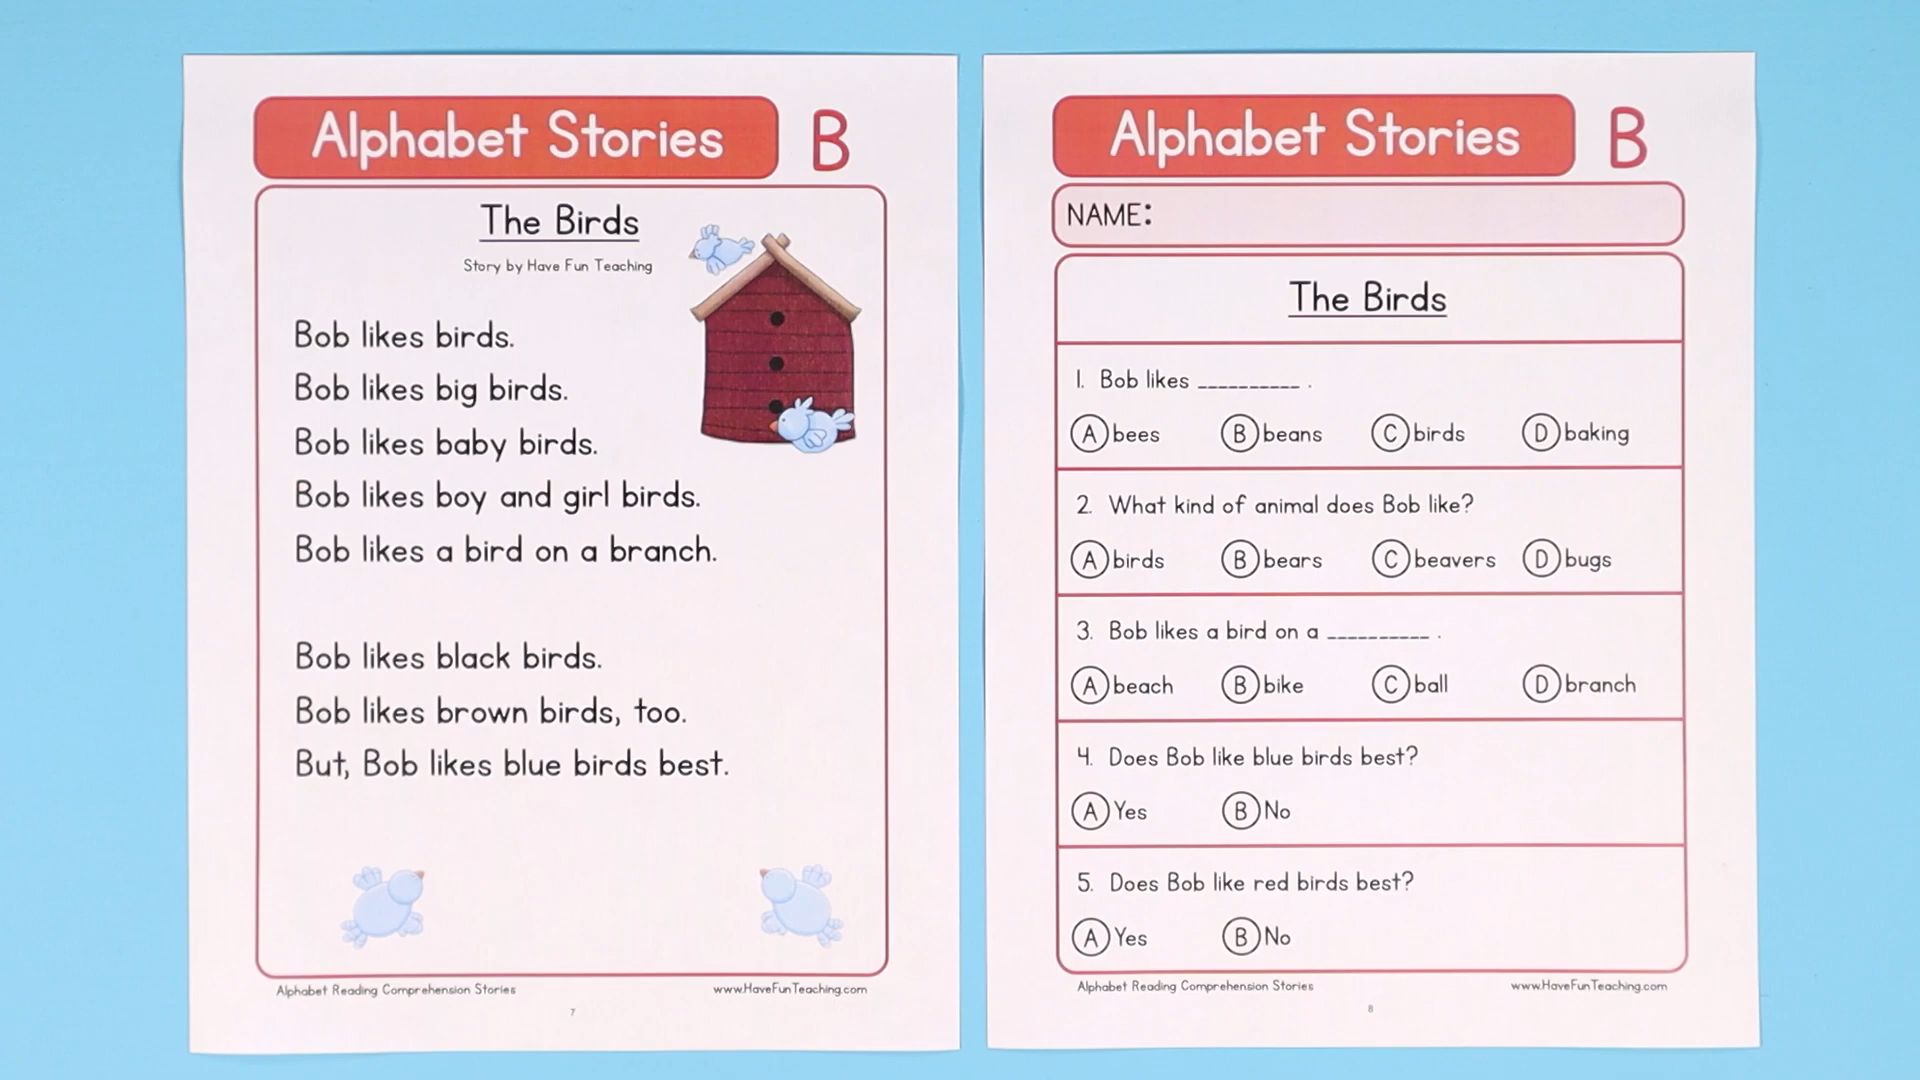 Alphabet Stories B
The Birds
Story by Have Fun Teaching
Bob likes birds.
Bob likes big birds.
Bob likes baby birds.
Bob likes boy and girl birds.
Bob likes a bird on a branch.
Bob likes black birds.
Bob likes brown birds, too.
But, Bob likes blue birds best.
Alphabet Reading Comprehension Stories www.HaveFunTeaching.com
7
Alphabet Stories B
NAME:
The Birds
1. Bob likes __________ .
A bees B beans C birds D baking
2. What kind of animal does Bob like?
A birds B bears C beavers D bugs
3. Bob likes a bird on a __________ .
A beach B bike C ball D branch
4. Does Bob like blue birds best?
A Yes B No
5. Does Bob like red birds best?
A Yes B No
Alphabet Reading Comprehension Stories www.HaveFunTeaching.com
8